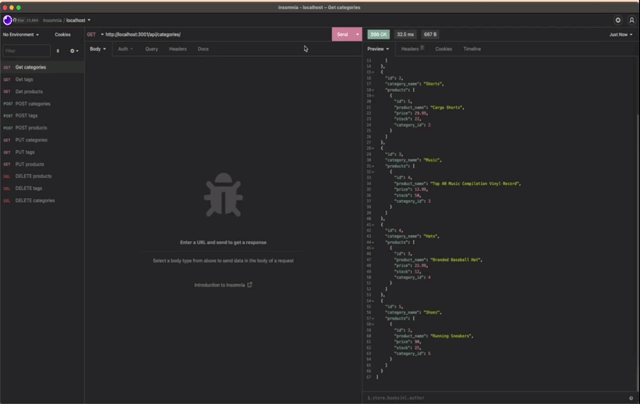 Insomnia – localhost – Get categories
Insomnia / localhost
No Environment
Cookies
Filter
GET Get categories
GET Get tags
GET Get products
POST POST categories
POST POST tags
POST POST products
PUT PUT categories
PUT PUT tags
PUT PUT products
DEL DELETE products
DEL DELETE tags
DEL DELETE categories
GET http://localhost:3001/api/categories/
Send
Body
Auth
Query
Headers
Docs
Enter a URL and send to get a response
Select a body type from above to send data in the body of a request
Introduction to Insomnia
200 OK
32.5 ms
687 B
Just Now
Preview
Headers
Cookies
Timeline
]
},
{
"id": 2,
"category_name": "Shorts",
"products": [
{
"id": 5,
"product_name": "Cargo Shorts",
"price": 29.99,
"stock": 22,
"category_id": 2
}
]
},
{
"id": 3,
"category_name": "Music",
"products": [
{
"id": 4,
"product_name": "Top 40 Music Compilation Vinyl Record",
"price": 12.99,
"stock": 50,
"category_id": 3
}
]
},
{
"id": 4,
"category_name": "Hats",
"products": [
{
"id": 3,
"product_name": "Branded Baseball Hat",
"price": 22.99,
"stock": 12,
"category_id": 4
}
]
},
{
"id": 5,
"category_name": "Shoes",
"products": [
{
"id": 2,
"product_name": "Running Sneakers",
"price": 90,
"stock": 25,
"category_id": 5
}
]
}
]
$.store.books[*].author